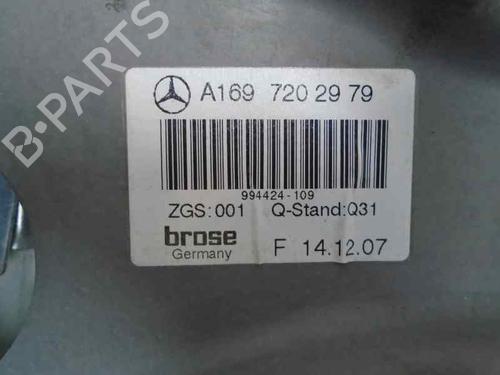 B-PARTS
A169 720 29 79
994424-109
ZGS:001 Q-Stand:Q31
brose
Germany
F 14.12.07